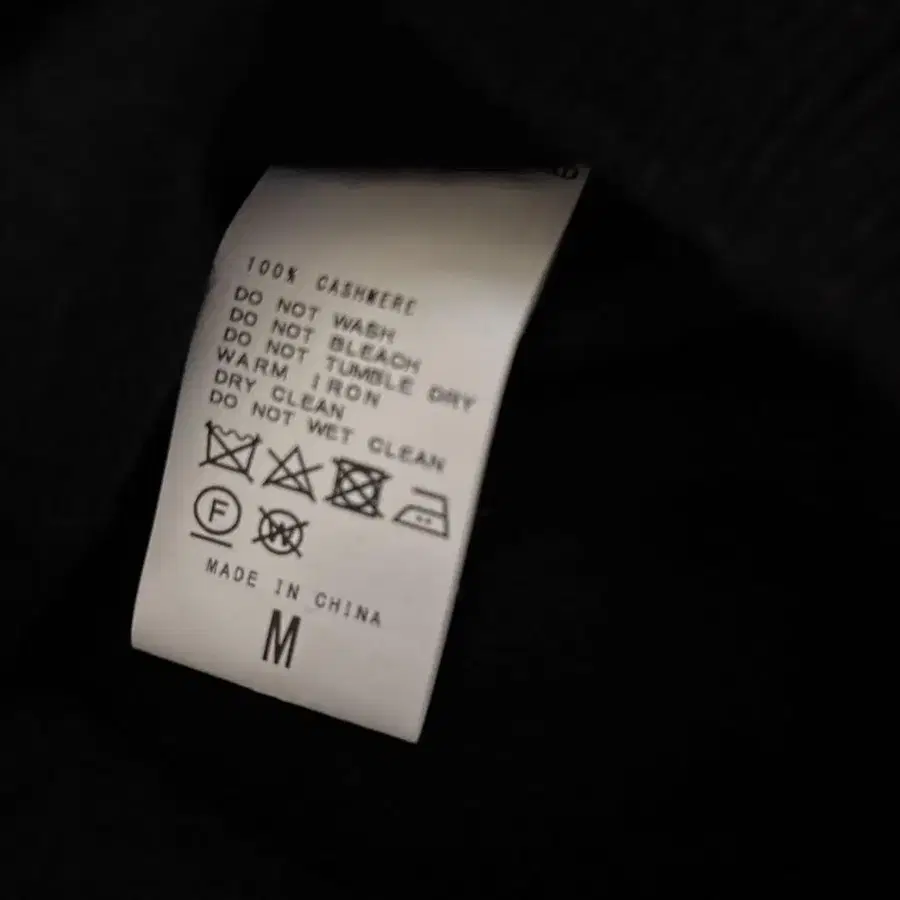 100% CASHMERE
DO NOT WASH
DO NOT BLEACH
DO NOT TUMBLE DRY
WARM IRON
DRY CLEAN
DO NOT WET CLEAN
F W
MADE IN CHINA
M